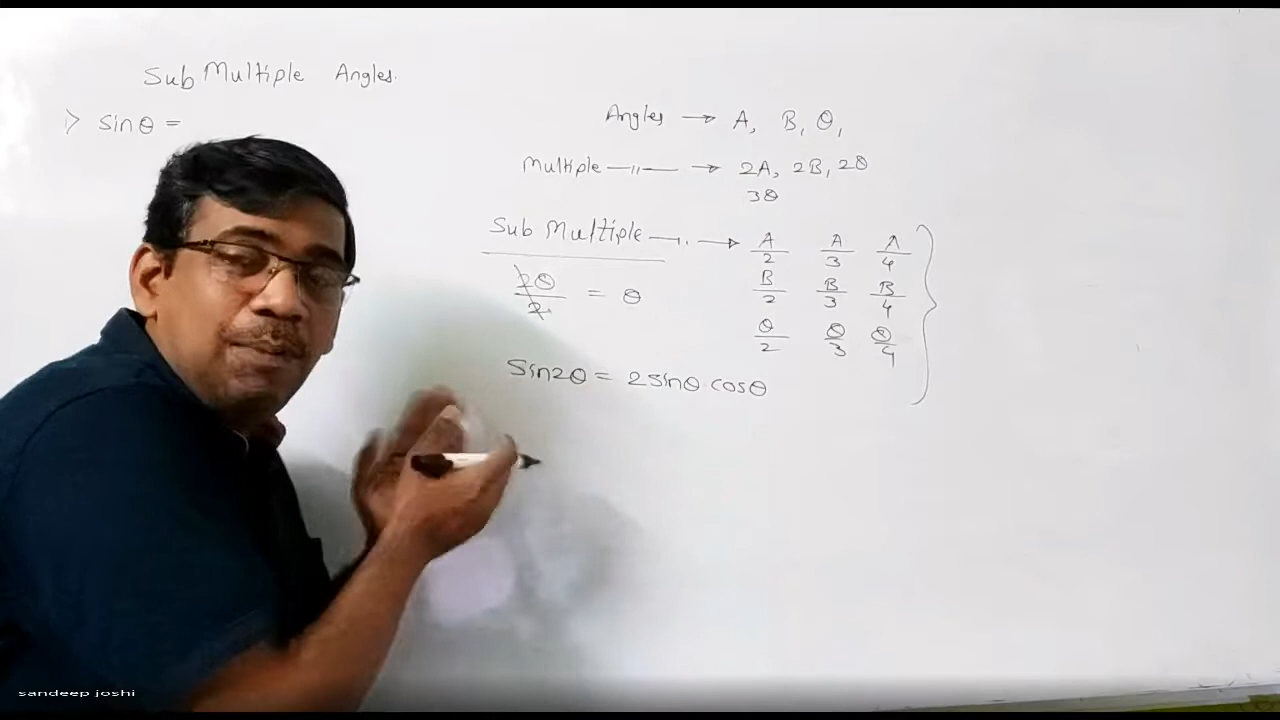 Sub Multiple Angles.
> sinθ =
Angles → A, B, θ,
Multiple —〃— → 2A, 2B, 2θ
3θ
Sub Multiple —〃 → A/2 A/3 A/4
B/2 B/3 B/4
θ/2 θ/3 θ/4
2θ/2 = θ
Sin2θ = 2sinθ.cosθ
sandeep joshi